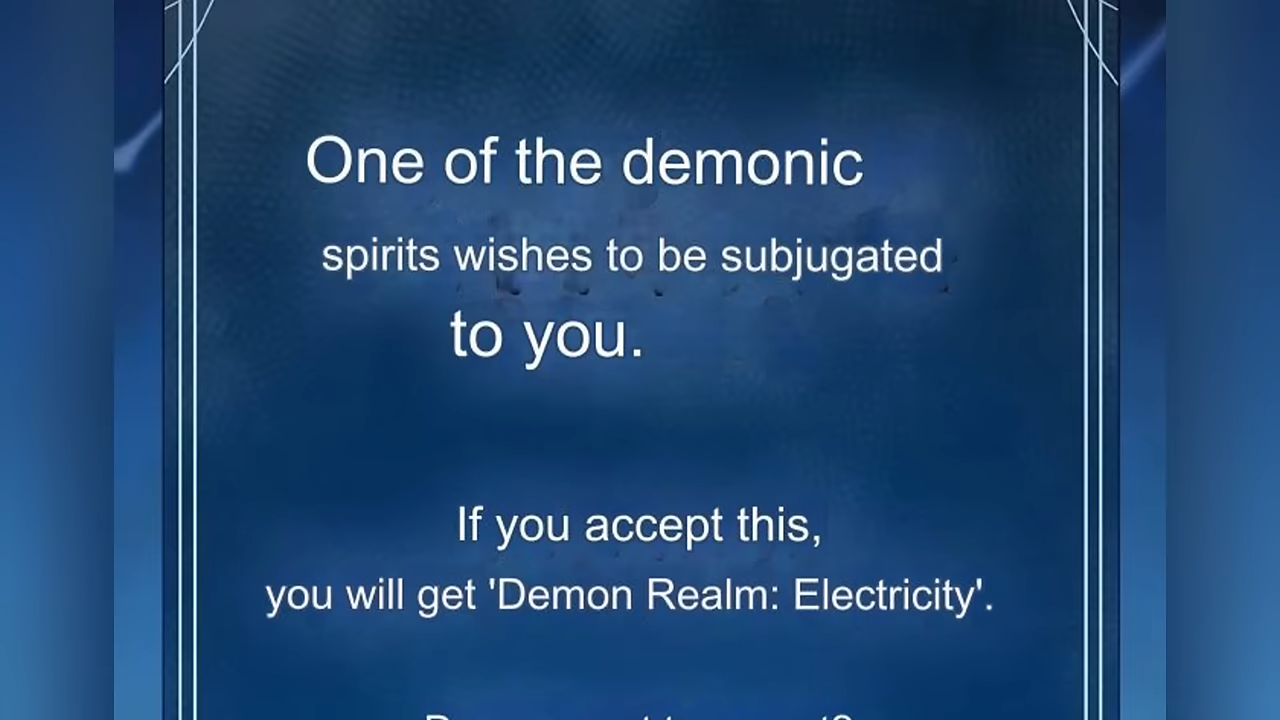 One of the demonic
spirits wishes to be subjugated
to you.
If you accept this,
you will get 'Demon Realm: Electricity'.